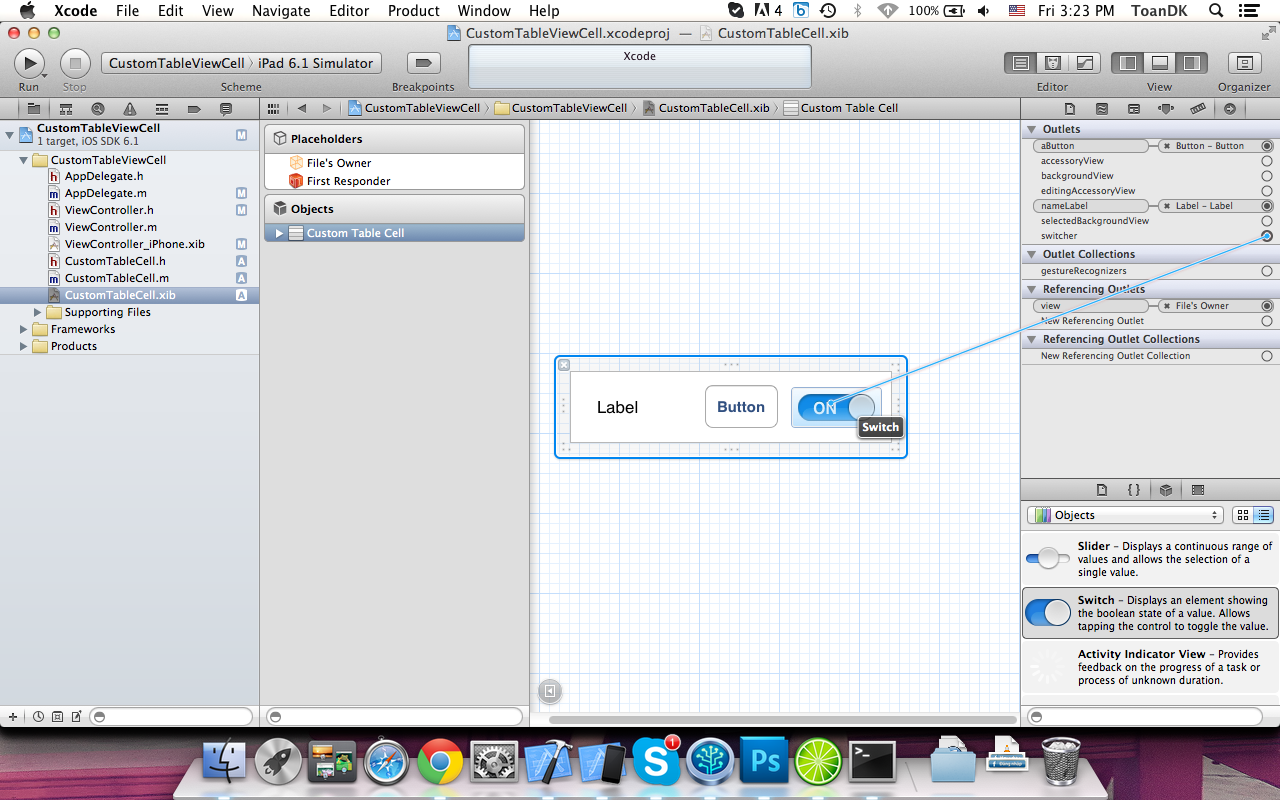 Xcode File Edit View Navigate Editor Product Window Help 4 100% Fri 3:23 PM ToanDK
CustomTableViewCell.xcodeproj — CustomTableCell.xib
CustomTableViewCell › iPad 6.1 Simulator
Xcode
Run Stop Scheme Breakpoints Editor View Organizer
CustomTableViewCell
1 target, iOS SDK 6.1
M
CustomTableViewCell
AppDelegate.h
AppDelegate.m M
ViewController.h M
ViewController.m
ViewController_iPhone.xib M
CustomTableCell.h A
CustomTableCell.m A
CustomTableCell.xib A
Supporting Files
Frameworks
Products
CustomTableViewCell › CustomTableViewCell › CustomTableCell.xib › Custom Table Cell
Placeholders
File's Owner
First Responder
Objects
Custom Table Cell
Label
Button
ON
Switch
Outlets
aButton Button – Button
accessoryView
backgroundView
editingAccessoryView
nameLabel Label – Label
selectedBackgroundView
switcher
Outlet Collections
gestureRecognizers
Referencing Outlets
view File's Owner
New Referencing Outlet
Referencing Outlet Collections
New Referencing Outlet Collection
{ }
Objects
Slider – Displays a continuous range of
values and allows the selection of a
single value.
Switch – Displays an element showing
the boolean state of a value. Allows
tapping the control to toggle the value.
Activity Indicator View – Provides
feedback on the progress of a task or
process of unknown duration.
1
Ps